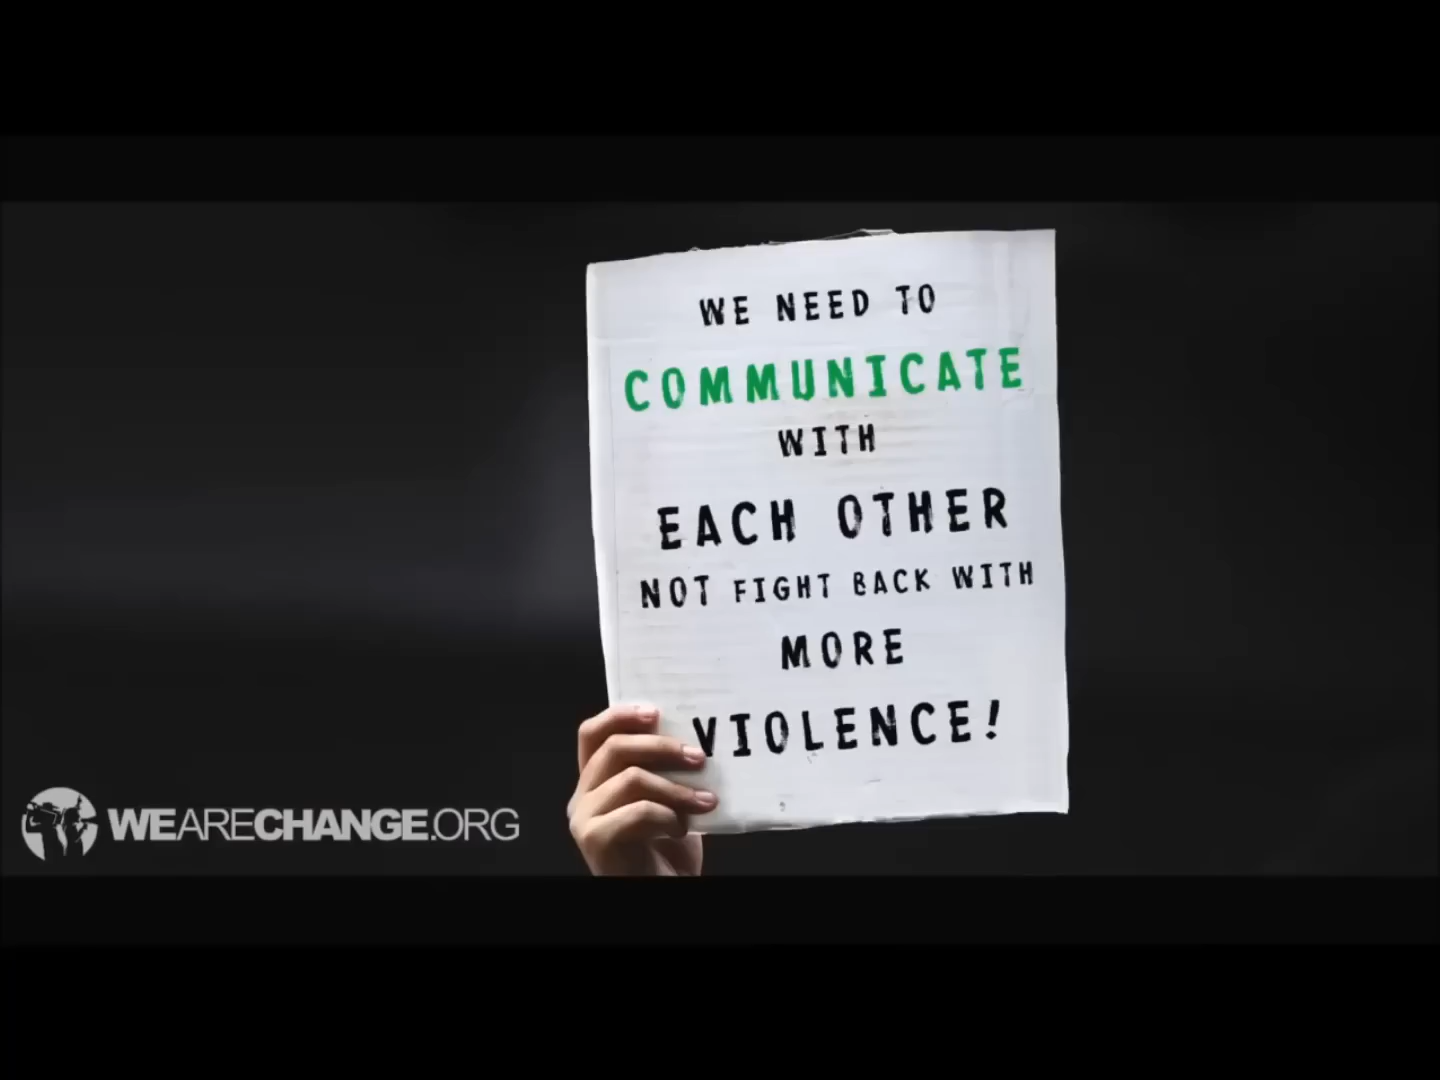 WE NEED TO
COMMUNICATE
WITH
EACH OTHER
NOT FIGHT BACK WITH
MORE
VIOLENCE!
WEARECHANGE.ORG